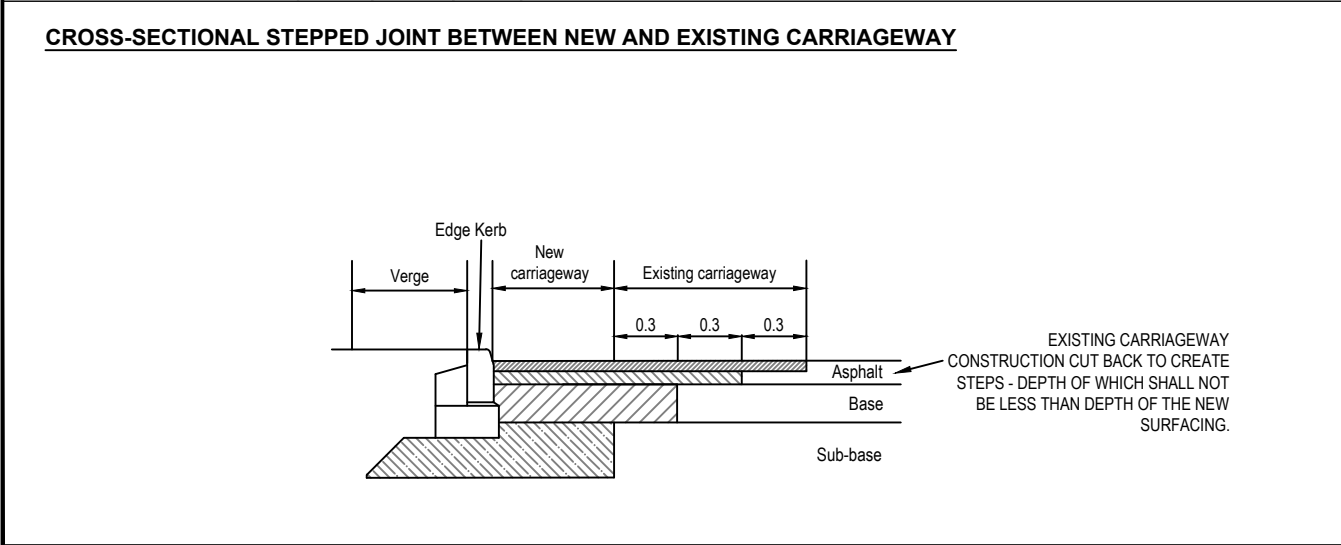 CROSS-SECTIONAL STEPPED JOINT BETWEEN NEW AND EXISTING CARRIAGEWAY
Edge Kerb
Verge
New
carriageway
Existing carriageway
0.3
0.3
0.3
Asphalt
Base
Sub-base
EXISTING CARRIAGEWAY
CONSTRUCTION CUT BACK TO CREATE
STEPS - DEPTH OF WHICH SHALL NOT
BE LESS THAN DEPTH OF THE NEW
SURFACING.